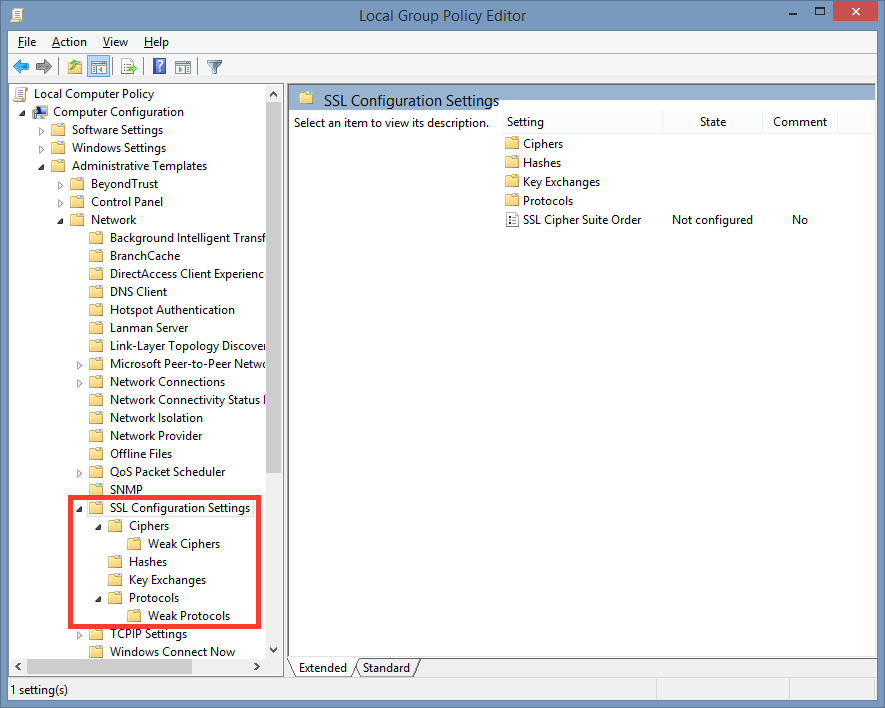 Local Group Policy Editor
File Action View Help
Local Computer Policy
Computer Configuration
Software Settings
Windows Settings
Administrative Templates
BeyondTrust
Control Panel
Network
Background Intelligent Transf
BranchCache
DirectAccess Client Experienc
DNS Client
Hotspot Authentication
Lanman Server
Link-Layer Topology Discover
Microsoft Peer-to-Peer Netwo
Network Connections
Network Connectivity Status I
Network Isolation
Network Provider
Offline Files
QoS Packet Scheduler
SNMP
SSL Configuration Settings
Ciphers
Weak Ciphers
Hashes
Key Exchanges
Protocols
Weak Protocols
TCPIP Settings
Windows Connect Now
SSL Configuration Settings
Select an item to view its description.
Setting State Comment
Ciphers
Hashes
Key Exchanges
Protocols
SSL Cipher Suite Order Not configured No
Extended Standard
1 setting(s)